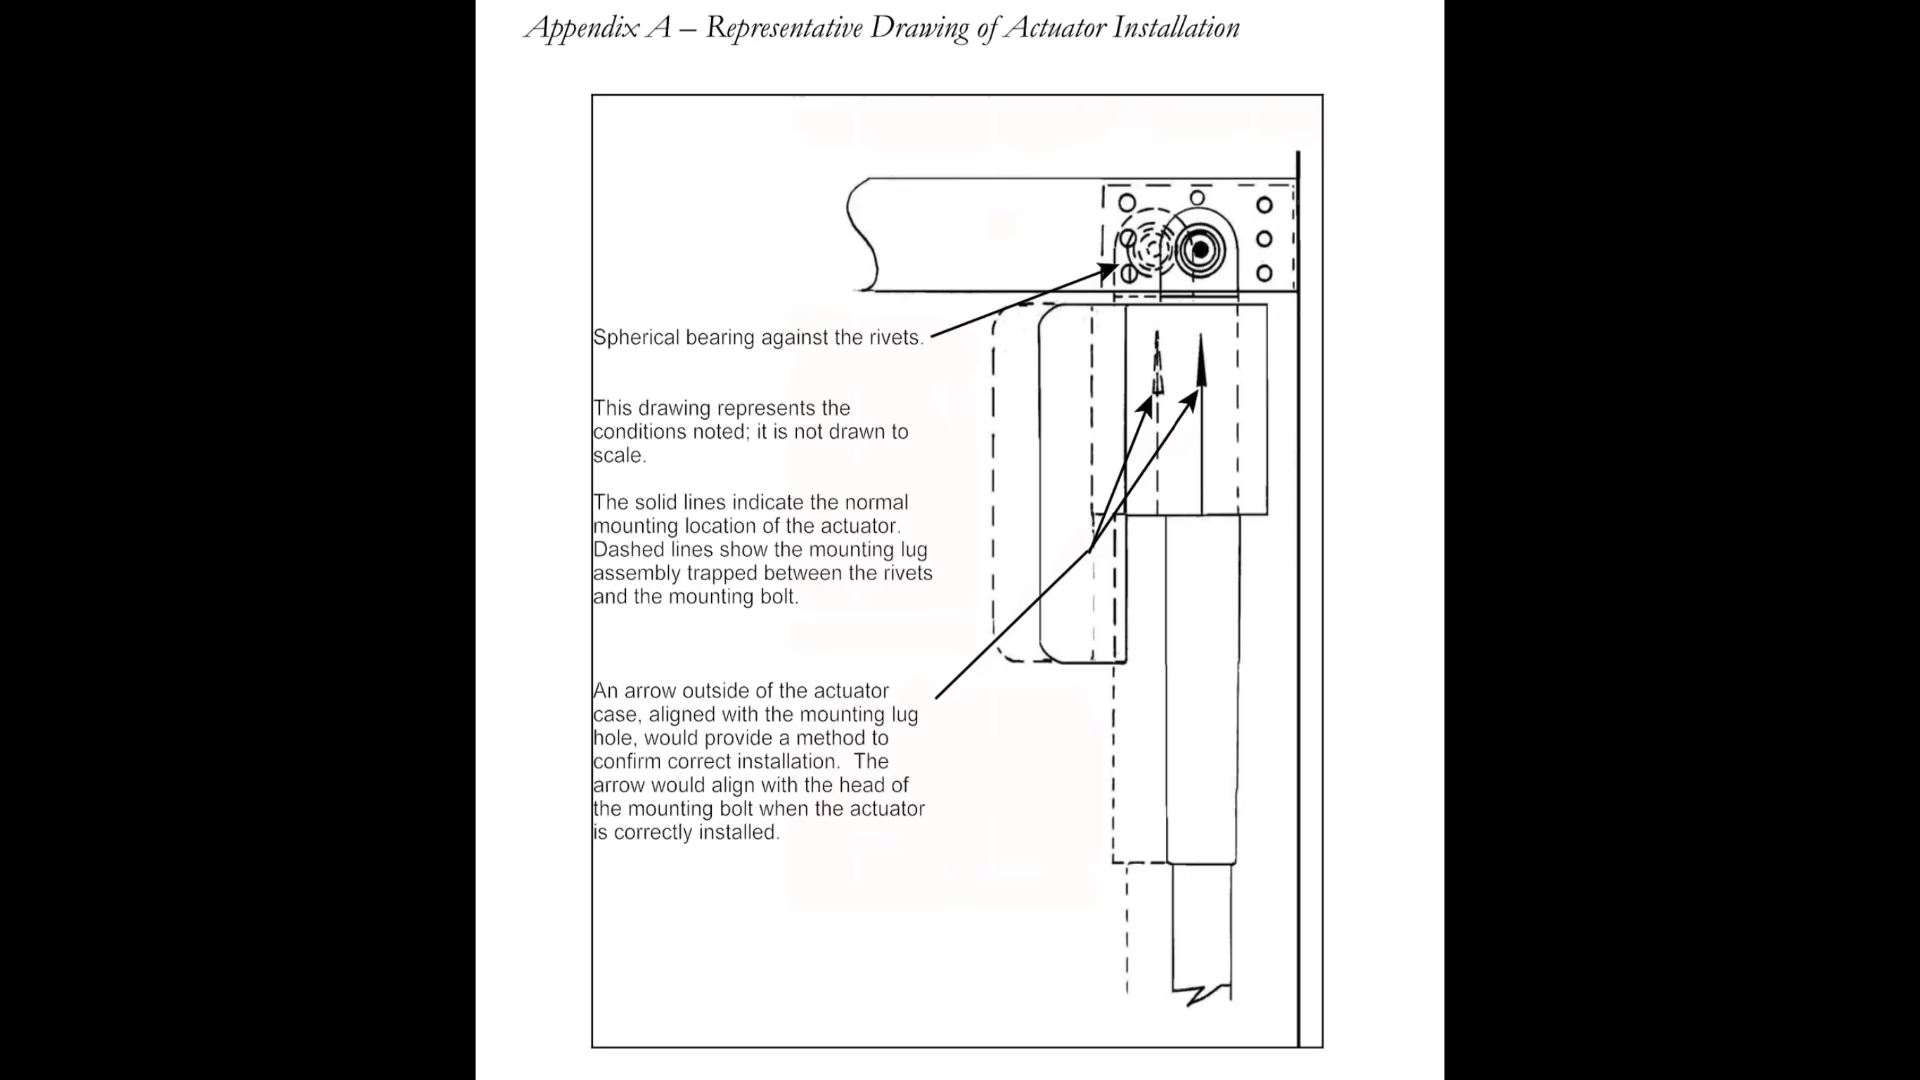 Appendix A – Representative Drawing of Actuator Installation
Spherical bearing against the rivets.
This drawing represents the
conditions noted; it is not drawn to
scale.
The solid lines indicate the normal
mounting location of the actuator.
Dashed lines show the mounting lug
assembly trapped between the rivets
and the mounting bolt.
An arrow outside of the actuator
case, aligned with the mounting lug
hole, would provide a method to
confirm correct installation.  The
arrow would align with the head of
the mounting bolt when the actuator
is correctly installed.